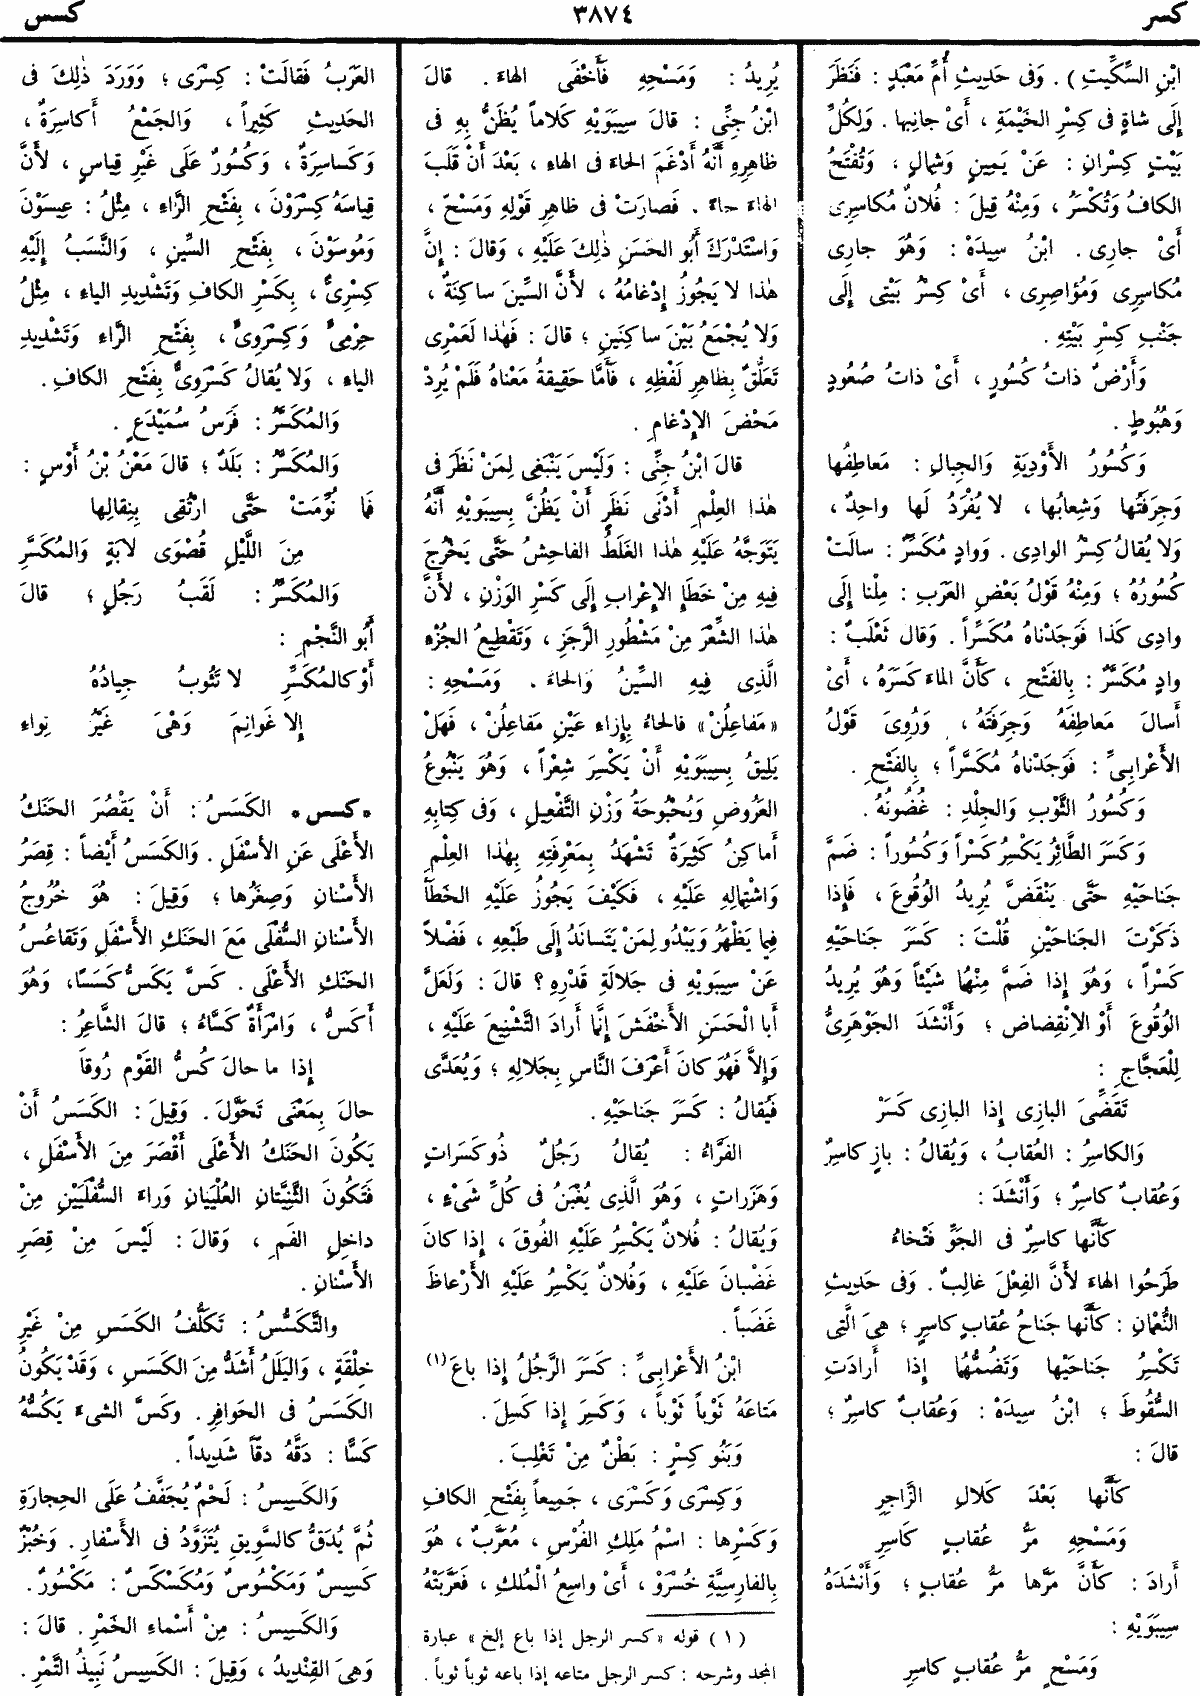 كسر
٣٨٧٤
كسس
ابْنِ السِّكِّيتِ) . وَفى حَدِيثِ أُمِّ مَعْبَدٍ : فَنَظَرَ
إِلَى شاةٍ فى كِسْرِ الخَيْمَةِ ، أَىْ جانِبِها . وَلِكُلِّ
بَيْتٍ كِسْرانِ : عَنْ يَمِينٍ وَشِمالٍ ، وَتُفْتَحُ
الكافُ وَتُكْسَرُ ، وَمِنْهُ قِيلَ : فُلانٌ مُكاسِرِى
أَىْ جارِى . ابْنُ سِيدَهْ : وَهُوَ جارِى
مُكاسِرِى وَمُؤَاصِرِى ، أَىْ كِسْرُ بَيْتِى إِلَى
جَنْبِ كِسْرِ بَيْتِهِ .
وَأَرْضٌ ذاتُ كُسُورٍ ، أَىْ ذاتُ صُعُودٍ
وَهُبُوطٍ .
وَكُسُورُ الأَوْدِيَةِ وَالجِبالِ : مَعاطِفُها
وَجِرَفَتُها وَشِعابُها ، لا يُفْرَدُ لَها واحِدٌ ،
وَلا يُقالُ كِسْرُ الوادِى . وَوادٍ مُكَسَّرٌ : سالَتْ
كُسُورُهُ ؛ وَمِنْهُ قَوْلُ بَعْضِ العَرَبِ : مِلْنا إِلَى
وادِى كَذا فَوَجَدْناهُ مُكَسِّراً . وَقال ثَعْلَبٌ :
وادٍ مُكَسَّرٌ : بِالفَتْحِ ، كَأَنَّ الماءَ كَسَرَهُ ، أَىْ
أَسالَ مَعاطِفَهُ وَجِرَفَتَهُ ، وَرُوِىَ قَوْلُ
الأَعْرابِىِّ : فَوَجَدْناهُ مُكَسَّراً ؛ بِالفَتْحِ .
وَكُسُورُ الثَّوْبِ وَالجِلْدِ : غُضُونُهُ .
وَكَسَرَ الطَّائِرُ يَكْسِرُ كَسْراً وَكُسُوراً : ضَمَّ
جَناحَيْهِ حَتَّى يَنْقَضَّ يُرِيدُ الوُقُوعَ ، فَإِذا
ذَكَرْتَ الجَناحَيْنِ قُلْتَ : كَسَرَ جَناحَيْهِ
كَسْراً ، وَهُوَ إِذا ضَمَّ مِنْهُما شَيْئاً وَهُوَ يُرِيدُ
الوُقُوعَ أَوْ الاِنْقِضاض ؛ وَأَنْشَدَ الجَوْهَرِىُّ
لِلْعَجَّاجِ :
تَقَضِّىَ البازِى إِذا البازِى كَسَرْ
وَالكاسِرُ : العُقابُ ، وَيُقالُ : بازٍ كاسِرٌ
وَعُقابٌ كاسِرٌ ؛ وَأَنْشَدَ :
كَأَنَّها كاسِرٌ فى الجَوِّ فَتْخاءُ
طَرَحُوا الهاءَ لأَنَّ الفِعْلَ غالِبٌ . وَفى حَدِيثِ
النُّعْمانِ : كَأَنَّها جَناحُ عُقابٍ كاسِرٍ ؛ هِىَ الَّتِى
تَكْسِرُ جَناحَيْها وَتَضُمُّهُما إِذا أَرادَتِ
السُّقُوطَ ؛ ابْنُ سِيدَهْ : وَعُقابٌ كاسِرٌ ؛
قالَ :
كَأَنَّها بَعْدَ كَلالِ الزَّاجِرِ
وَمَسْحِهِ مَرُّ عُقابٍ كَاسِرِ
أَرادَ : كَأَنَّ مَرَّها مَرُّ عُقابٍ ؛ وَأَنْشَدَهُ
سِيبَوَيْهِ :
وَمَسْحٍ مَرُّ عُقابٍ كاسِرِ
يُرِيدُ : وَمَسْحِهِ فَأَخْفَى الهاءَ . قالَ
ابْنُ جِنِّى : قالَ سِيبَوَيْهِ كَلاماً يُظَنُّ بِهِ فى
ظاهِرِهِ أَنَّهُ أَدْغَمَ الحاءَ فى الهاءِ ، بَعْدَ أَنْ قَلَبَ
الهاءَ حاءً . فَصارَتْ فى ظاهِرِ قَوْلِهِ وَمَسْحّ ،
وَاسْتَدْرَكَ أَبُو الحَسَنِ ذٰلِكَ عَلَيْهِ ، وَقالَ : إِنَّ
هٰذا لا يَجُوزُ إِدْغامُهُ ، لأَنَّ السِّينَ ساكِنَةٌ ،
وَلا يُجْمَعُ بَيْنَ ساكِنَينِ ؛ قالَ : فَهٰذا لَعَمْرِى
تَعَلُّقٌ بِظاهِرِ لَفْظِهِ ، فَأَمَّا حَقِيقَةُ مَعْناهُ فَلَمْ يُرِدْ
مَحْضَ الإِدْغامِ .
قالَ ابْنُ جِنِّى : وَلَيْسَ يَنْبَغِى لِمَنْ نَظَرَ فى
هٰذا العِلْمِ أَدْنَى نَظَرٍ أَنْ يَظُنَّ بِسِيبَوَيْهِ أَنَّهُ
يَتَوَجَّهُ عَلَيْهِ هٰذا الغَلَطُ الفاحِشُ حَتَّى يَخْرُجَ
فِيهِ مِنْ خَطَإِ الإِعْرابِ إِلَى كَسْرِ الوَزْنِ ، لأَنَّ
هٰذا الشِّعْرَ مِنْ مَشْطُورِ الرَّجَزِ ، وَتَقْطِيعُ الجُزْءِ
الَّذِى فِيهِ السِّينُ وَالحاءُ . وَمَسْحِهِ :
«مَفاعِلُنْ» فالحاءُ بِإِزاءِ عَيْنِ مَفاعِلُنْ ، فَهَلْ
يَلِيقُ بِسِيبَوَيْهِ أَنْ يَكْسِرَ شِعْراً ، وَهُوَ يَنْبُوعُ
العَرُوضِ وَبُحْبُوحَةُ وَزْنِ التَّفْعِيلِ ، وَفى كِتابِهِ
أَماكِنُ كَثِيرَةٌ تَشْهَدُ بِمَعْرِفَتِهِ بِهٰذا العِلْمِ
وَاشْتِمالِهِ عَلَيْهِ ، فَكَيْفَ يَجُوزُ عَلَيْهِ الخَطَأُ
فِيما يَظْهَرُ وَيَبْدُو لِمَنْ يَتَسانَدُ إِلَى طَبْعِهِ ، فَضْلاً
عَنْ سِيبَوَيْهِ فى جَلالَةِ قَدْرِهِ ؟ قالَ : وَلَعَلَّ
أَبا الْحَسَنِ الأَخْفَشَ إِنَّما أَرادَ التَّشْنِيعَ عَلَيْهِ ،
وَإِلاَّ فَهُوَ كانَ أَعْرَفَ النَّاسِ بِجَلالِهِ ؛ وَيُعَدَّى
فَيُقالُ : كَسَرَ جَناحَيْهِ .
الفَرَّاءُ : يُقالُ رَجُلٌ ذُو كَسَراتٍ
وَهَزَراتٍ ، وَهُوَ الَّذِى يُغْبَنُ فى كُلِّ شَىْءٍ ،
وَيُقالُ : فُلانٌ يَكْسِرُ عَلَيْهِ الفُوقَ ، إِذا كانَ
غَضْبانَ عَلَيْهِ ، وَفُلانٌ يَكْسِرُ عَلَيْهِ الأَرْعاظَ
غَضَباً .
ابْنُ الأَعْرابِىِّ : كَسَرَ الرَّجُلُ إِذا باعَ (١)
مَتاعَهُ ثَوْباً ثَوْباً ، وَكَسِرَ إِذا كَسِلَ .
وَبَنُو كِسْرٍ : بَطْنٌ مِنْ تَغْلِبَ .
وَكِسْرَى وَكَسْرَى ، جَمِيعاً بِفَتْحِ الكافِ
وَكَسْرِها : اسْمُ مَلِكِ الفُرْسِ ، مُعَرَّبٌ ، هُوَ
بِالفارِسِيَّةِ خُسْرَوْ ، أَىْ واسِعُ الْمُلكِ ، فَعَرَّبَتْهُ
(١) قوله «كسر الرجل إذا باع إلخ» عبارة
المجد وشرحه : كسر الرجل متاعه إذا باعه ثوباً ثوباً .
العَرَبُ فَقالَتْ : كِسْرَى ؛ وَوَرَدَ ذٰلِكَ فى
الحَدِيثِ كَثِيراً ، وَالجَمْعُ أَكاسِرَةٌ ،
وَكَساسِرَةٌ ، وَكُسُورٌ عَلَى غَيْرِ قِياسٍ ، لأَنَّ
قِياسَهُ كِسْرَوْنَ ، بِفَتْحِ الرَّاءِ ، مِثْلُ : عِيسَوْنَ
وَمُوسَوْنَ ، بِفَتْحِ السِّينِ ، وَالنَّسَبُ إِلَيْهِ
كِسْرِىٌّ ، بِكَسْرِ الكافِ وَتَشْدِيدِ الياءِ ، مِثْلُ
حِرْمِىٍّ وَكِسْرَوِىٌّ ، بِفَتْحِ الرَّاءِ وَتَشْدِيدِ
الياءِ ، وَلا يُقالُ كَسْرَوِىٌّ بِفَتْحِ الكافِ .
وَالمُكَسَّرُ : فَرَسُ سُمَيْدَعٍ .
وَالمُكَسَّرُ : بَلَدٌ ؛ قالَ مَعْنُ بْنُ أَوْسٍ :
فَما نُوِّمَتْ حَتَّى ارْتُقِى بِنِقالِها
مِنَ اللَّيْلِ قُصْوَى لابَةٍ وَالمُكَسَّرِ
وَالمُكَسَّرُ : لَقَبُ رَجُلٍ ؛ قالَ
أَبُو النَّجْمِ :
أَوْ كالمُكَسَّرِ لا تَئُوبُ جِيادُهُ
إِلا غَوانِمَ وَهْىَ غَيْرُ نِواءِ
• كسس • الكَسَسُ : أَنْ يَقْصُرَ الحَنَكُ
الأَعْلَى عَنِ الأَسْفَلِ . وَالكَسَسُ أَيْضاً : قِصَرُ
الأَسْنانِ وَصِغَرُها ؛ وَقِيلَ : هُوَ خُرُوجُ
الأَسْنانِ السُّفْلَى مَعَ الحَنَكِ الأَسْفَلِ وَتَقاعُسُ
الحَنَكِ الأَعْلَى . كَسَّ يَكَسُّ كَسَسًا، وَهُوَ
أَكَسُّ ، وَامْرَأَةٌ كَسَّاءُ ؛ قالَ الشَّاعِرُ :
إِذا ما حالَ كُسُّ القَوْمِ رُوقاَ
حالَ بِمَعْنَى تَحَوَّلَ . وَقِيلَ : الكَسَسُ أَنْ
يَكُونَ الحَنَكُ الأَعْلَى أَقْصَرَ مِنَ الأَسْفَلِ ،
فَتَكُونَ الثَّنِيَّتانِ العُلْيَيانِ وَراءَ السُّفْلَيَيْنِ مِنْ
داخِلِ الفَمِ ، وَقالَ : لَيْسَ مِنْ قِصَرِ
الأَسْنانِ .
والتَّكَسُّسُ : تَكَلُّفُ الكَسَسِ مِنْ غَيْرِ
خِلْقَةٍ ، وَاليَلَلُ أَشَدُّ مِنَ الكَسَسِ ، وَقَدْ يَكُونُ
الكَسَسُ فى الحَوافِرِ . وكَسَّ الشىءَ يَكُسُّهُ
كَسًّا : دَقَّهُ دقّاً شَدِيداً .
وَالكَسِيسُ : لَحْمٌ يُجَفَّفُ عَلَى الحِجارَةِ
ثُمَّ يُدَقُّ كالسَّوِيقِ يُتَزَوَّدُ فى الأَسْفارِ . وَخُبْزٌ
كَسِيسٌ وَمَكْسُوسٌ وَمُكَسْكَسٌ : مَكْسُورٌ .
وَالكَسِيسُ : مِنْ أَسْماءِ الخَمْرِ . قالَ :
وَهِىَ القِنْدِيدُ ، وَقِيلَ : الكَسِيسُ نَبِيذُ التَّمْرِ .